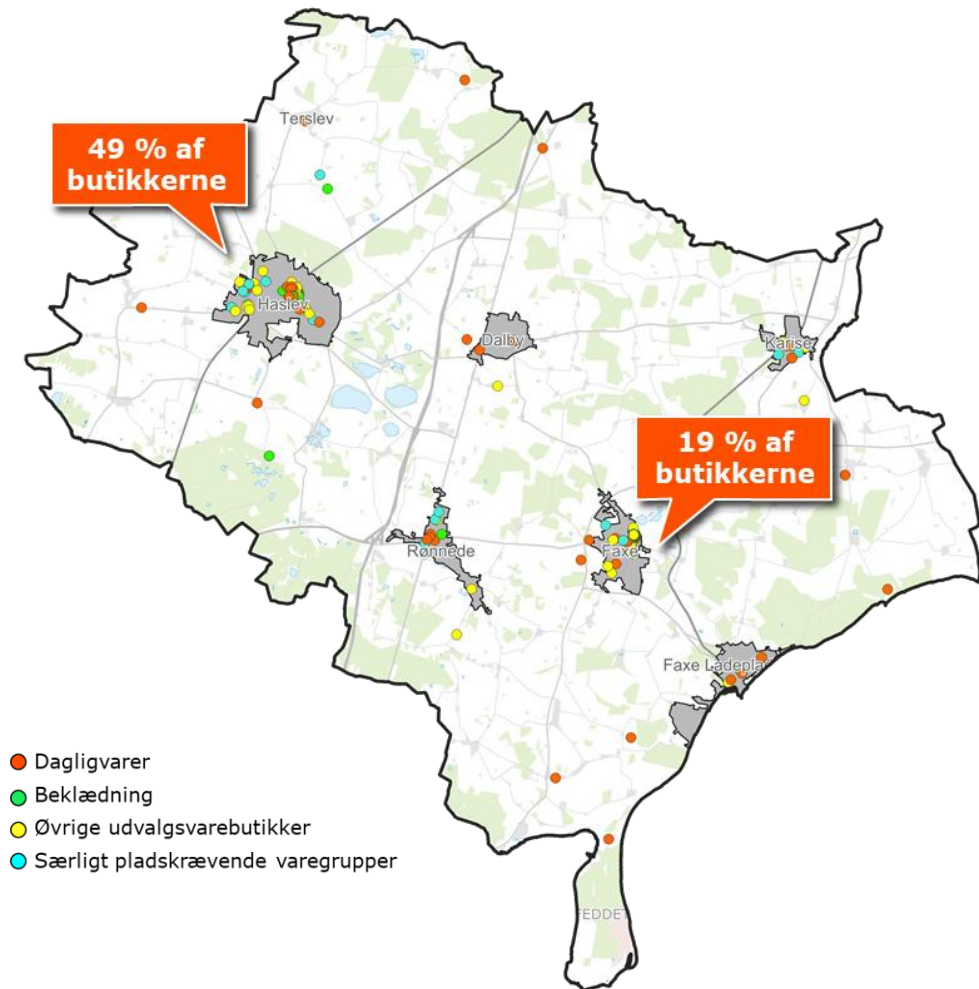 Terslev
49 % af
butikkerne
Haslev
Dalby
Karise
19 % af
butikkerne
Rønnede
Faxe
Faxe Ladepla
Dagligvarer
Beklædning
Øvrige udvalgsvarebutikker
Særligt pladskrævende varegrupper
FEDDET